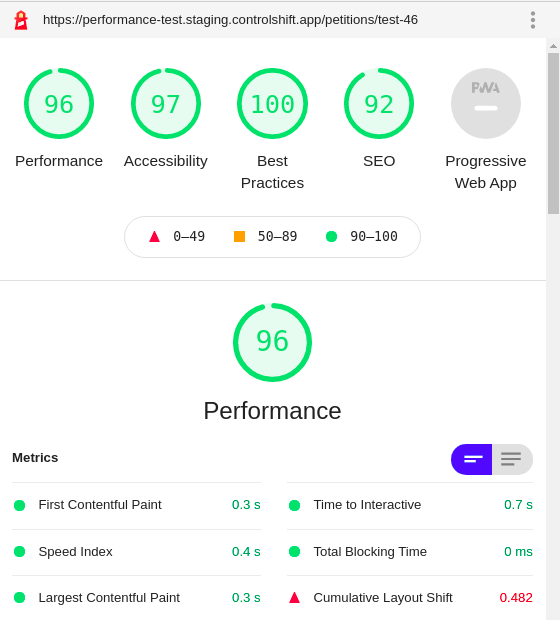 https://performance-test.staging.controlshift.app/petitions/test-46
96 97 100 92 PWA
Performance Accessibility Best Practices SEO Progressive Web App
0–49 50–89 90–100
96
Performance
Metrics
First Contentful Paint 0.3 s
Time to Interactive 0.7 s
Speed Index 0.4 s
Total Blocking Time 0 ms
Largest Contentful Paint 0.3 s
Cumulative Layout Shift 0.482